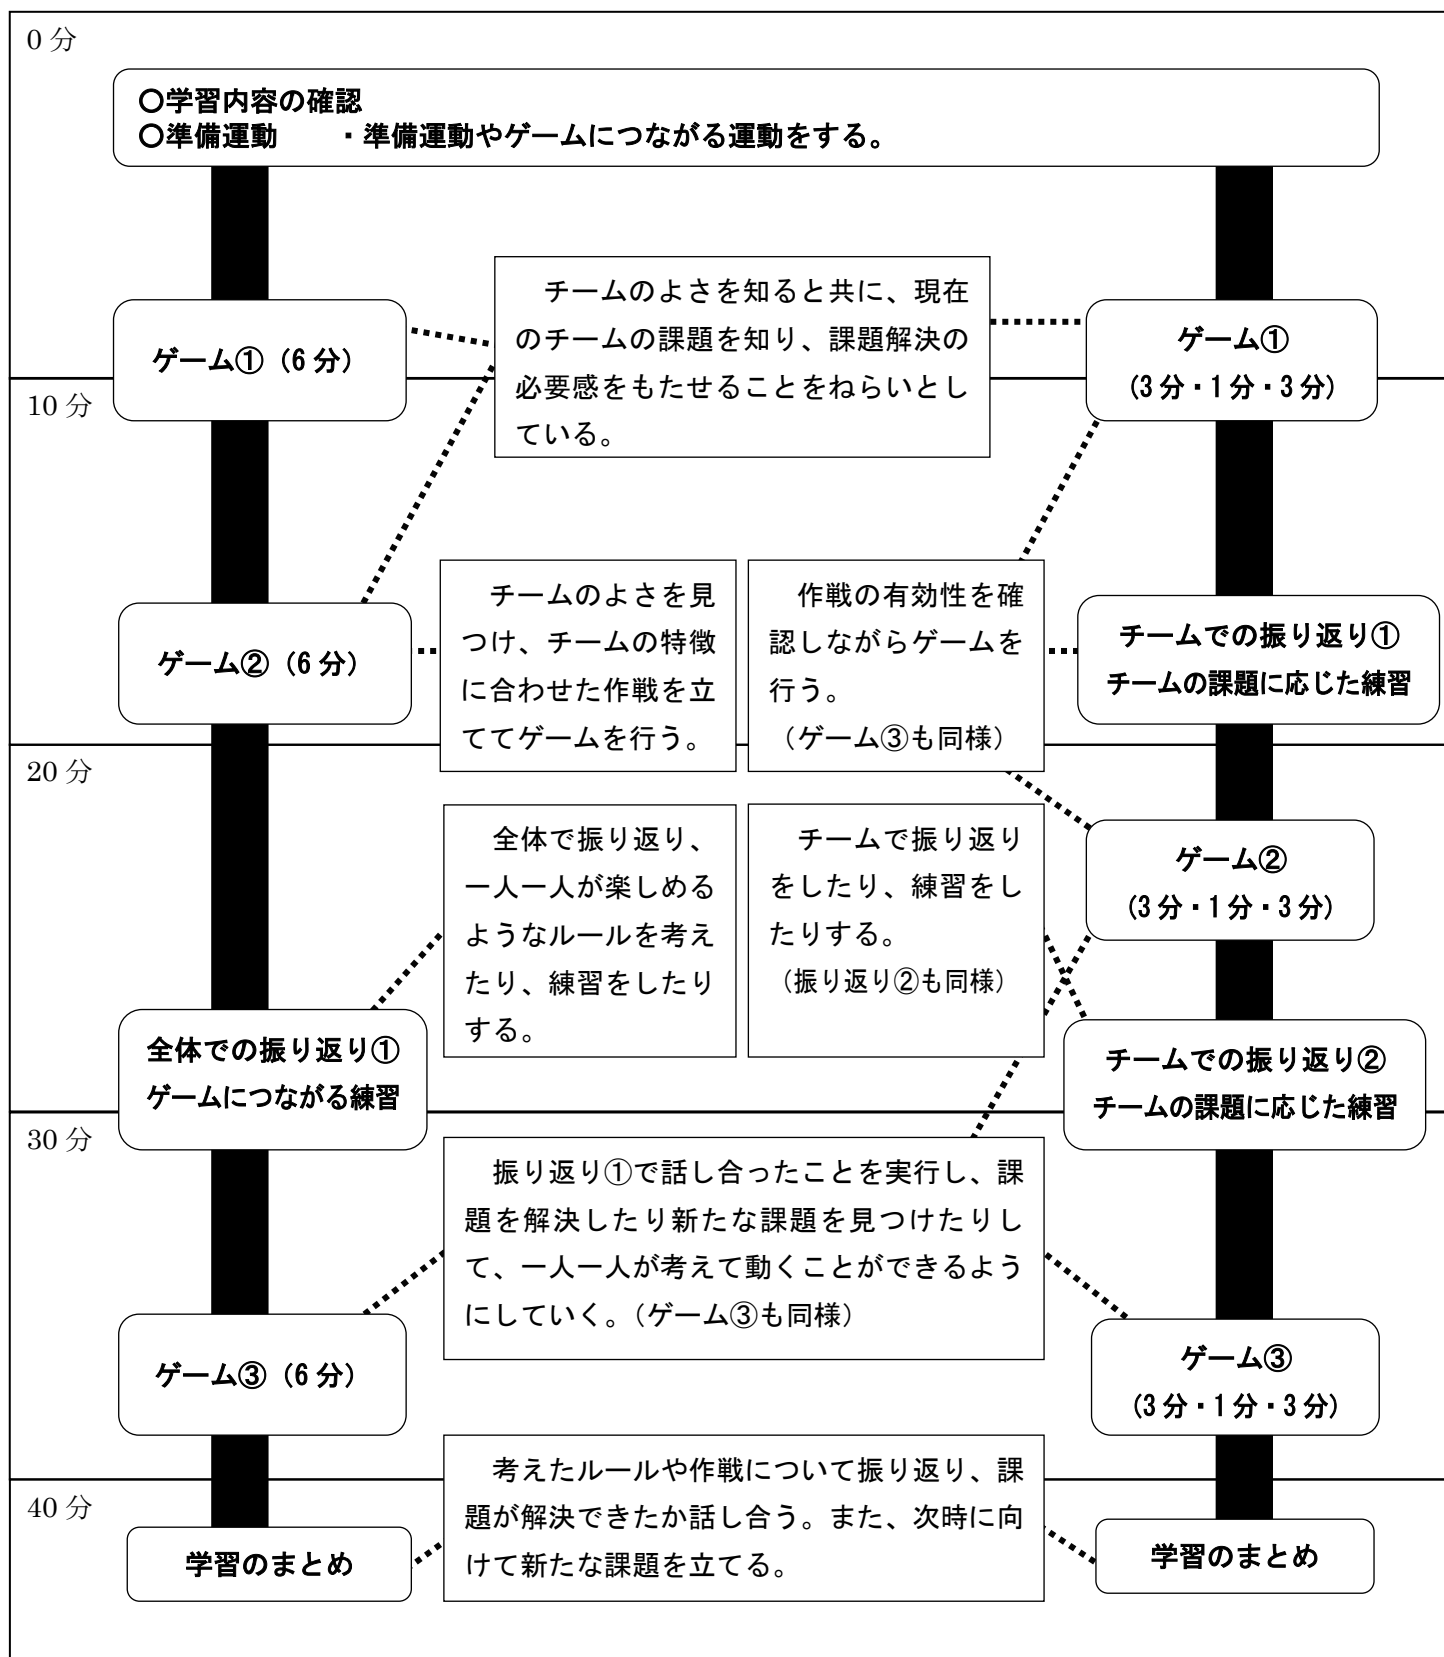 0 分
〇学習内容の確認
〇準備運動　　・準備運動やゲームにつながる運動をする。
チームのよさを知ると共に、現在
のチームの課題を知り、課題解決の
必要感をもたせることをねらいとし
ている。
ゲーム①（6 分）
ゲーム①
（3 分・1 分・3 分）
10 分
チームのよさを見
つけ、チームの特徴
に合わせた作戦を立
ててゲームを行う。
作戦の有効性を確
認しながらゲームを
行う。
（ゲーム③も同様）
ゲーム②（6 分）
チームでの振り返り①
チームの課題に応じた練習
20 分
全体で振り返り、
一人一人が楽しめる
ようなルールを考え
たり、練習をしたり
する。
チームで振り返り
をしたり、練習をし
たりする。
（振り返り②も同様）
ゲーム②
（3 分・1 分・3 分）
全体での振り返り①
ゲームにつながる練習
チームでの振り返り②
チームの課題に応じた練習
30 分
振り返り①で話し合ったことを実行し、課
題を解決したり新たな課題を見つけたりし
て、一人一人が考えて動くことができるよう
にしていく。（ゲーム③も同様）
ゲーム③（6 分）
ゲーム③
（3 分・1 分・3 分）
考えたルールや作戦について振り返り、課
題が解決できたか話し合う。また、次時に向
けて新たな課題を立てる。
40 分
学習のまとめ
学習のまとめ